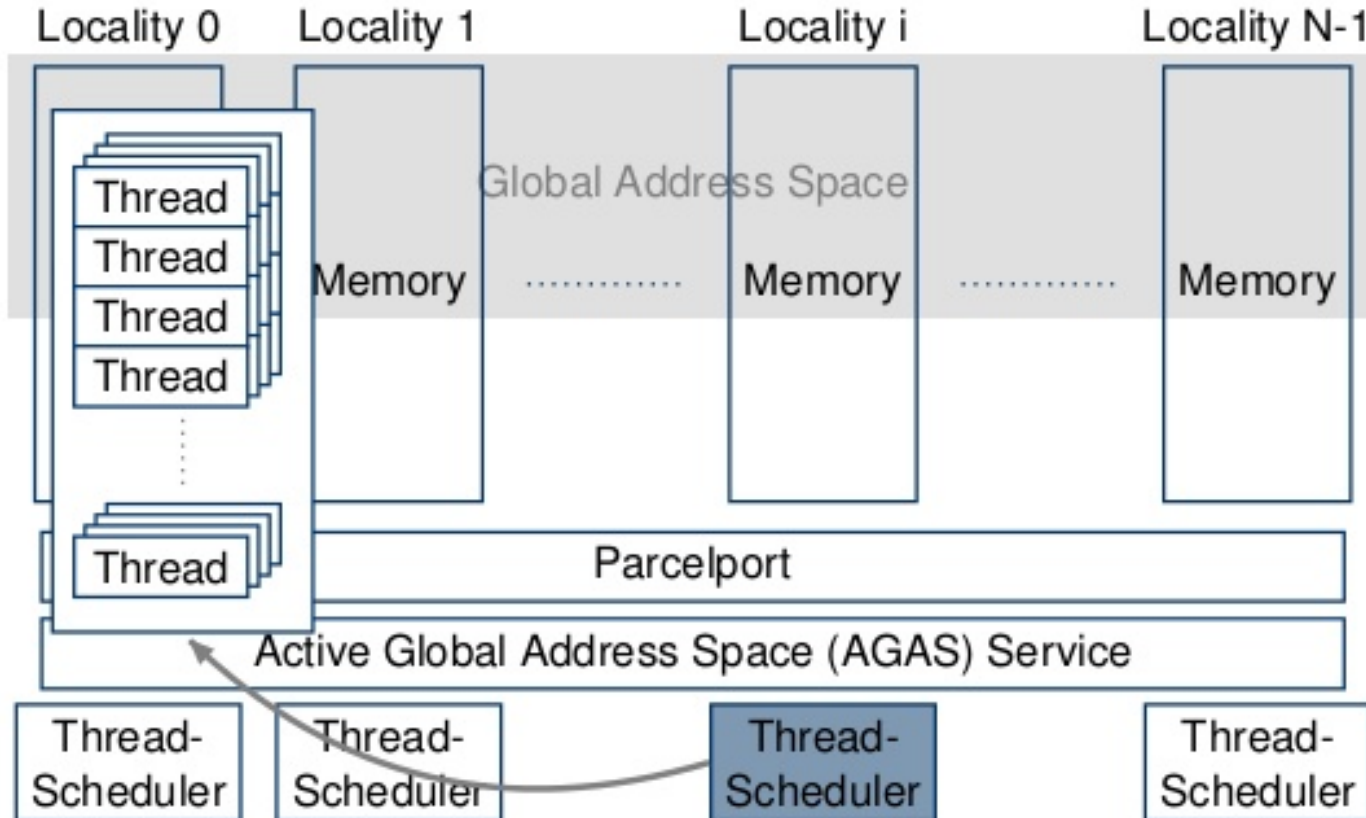 Locality 0
Locality 1
Locality i
Locality N-1
Global Address Space
Memory
Memory
Memory
Thread
Thread
Thread
Thread
Thread
Parcelport
Active Global Address Space (AGAS) Service
Thread-
Scheduler
Thread-
Scheduler
Thread-
Scheduler
Thread-
Scheduler